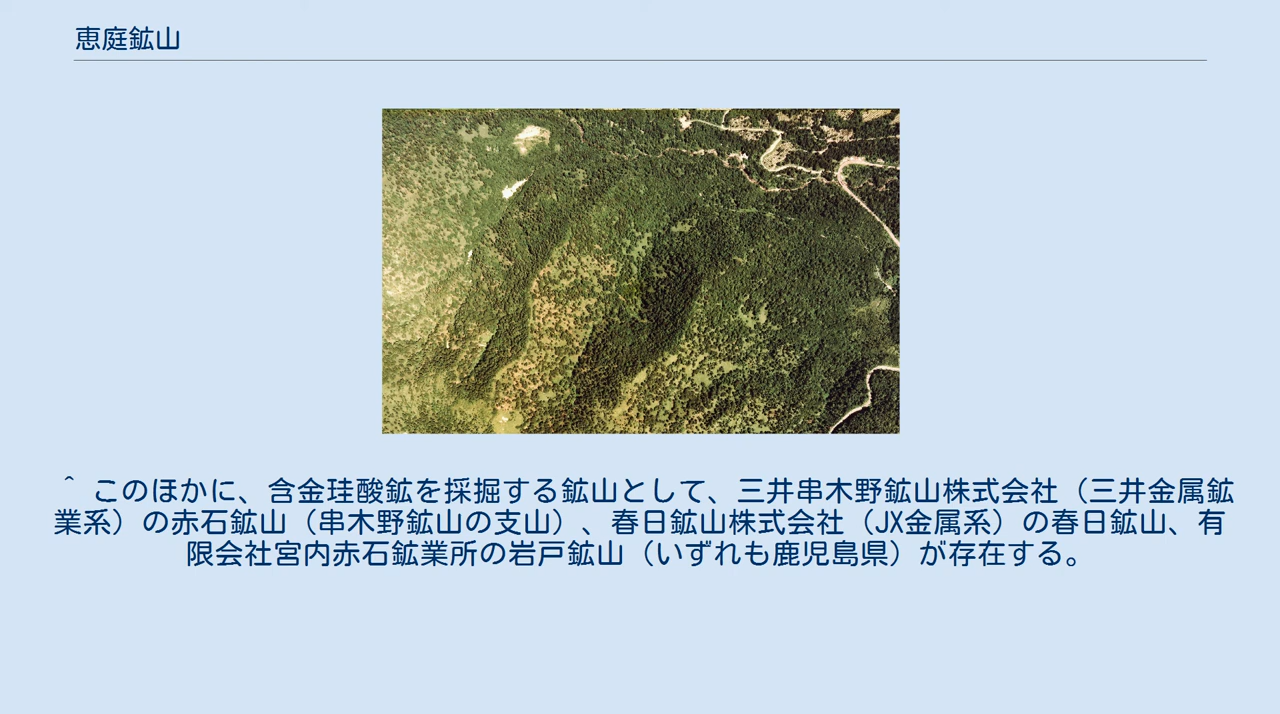 恵庭鉱山
^ このほかに、含金珪酸鉱を採掘する鉱山として、三井串木野鉱山株式会社（三井金属鉱
業系）の赤石鉱山（串木野鉱山の支山）、春日鉱山株式会社（JX金属系）の春日鉱山、有
限会社宮内赤石鉱業所の岩戸鉱山（いずれも鹿児島県）が存在する。